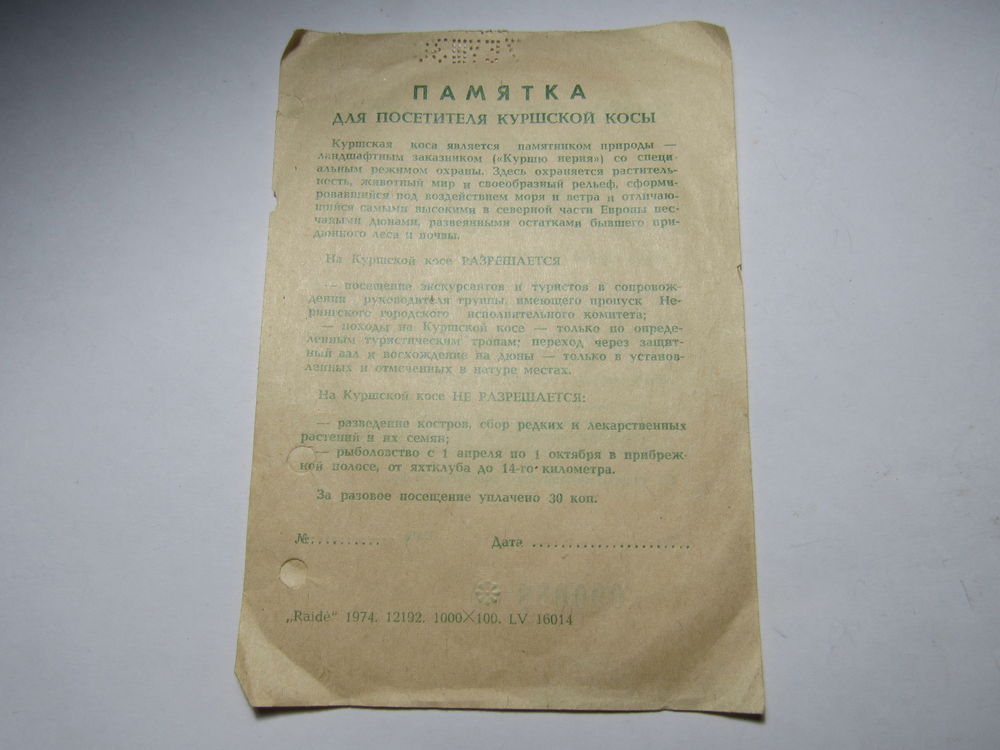 ПАМЯТКА
ДЛЯ ПОСЕТИТЕЛЯ КУРШСКОЙ КОСЫ
Куршская коса является памятником природы —
ландшафтным заказником («Куршю нерия») со специ-
альным режимом охраны. Здесь охраняется раститель-
ность, животный мир и своеобразный рельеф, сформи-
ровавшийся под воздействием моря и ветра и отличаю-
щийся самыми высокими в северной части Европы пес-
чаными дюнами, развеянными остатками бывшего при-
дюнного леса и почвы.
На Куршской косе РАЗРЕШАЕТСЯ
— посещение экскурсантов и туристов в сопровож-
дении руководителя группы, имеющего пропуск Не-
рингского городского исполнительного комитета;
— походы на Куршской косе — только по опреде-
ленным туристическим тропам; переход через защит-
ный вал и восхождение на дюны — только в установ-
ленных и отмеченных в натуре местах.
На Куршской косе НЕ РАЗРЕШАЕТСЯ:
— разведение костров, сбор редких и лекарственных
растений и их семян;
— рыболовство с 1 апреля по 1 октября в прибреж-
ной полосе, от яхтклуба до 14-го километра.
За разовое посещение уплачено 30 коп.
№.......... Дата ......................
„Raidė“ 1974. 12192. 1000×100. LV 16014